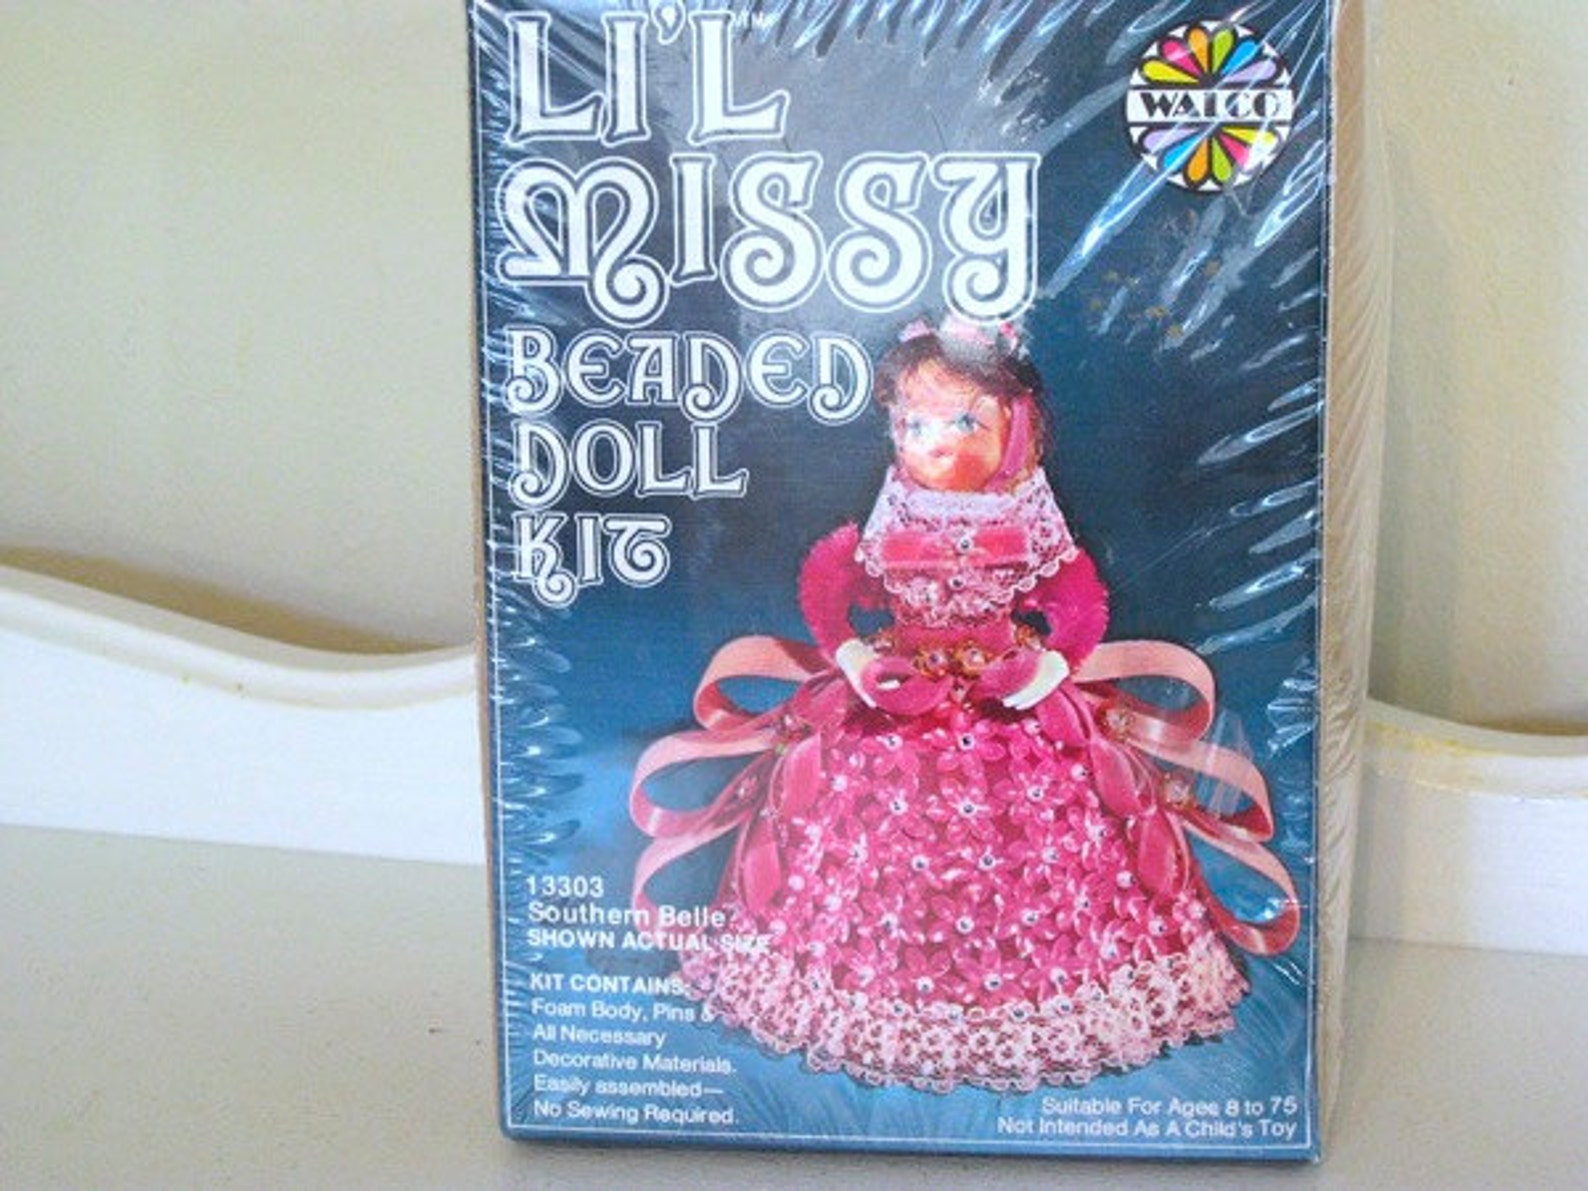 LI'L™
MISSY
BEADED
DOLL
KIT
WALCO
13303
Southern Belle
SHOWN ACTUAL SIZE
KIT CONTAINS:
Foam Body, Pins &
All Necessary
Decorative Materials.
Easily assembled—
No Sewing Required.
Suitable For Ages 8 to 75
Not Intended As A Child's Toy